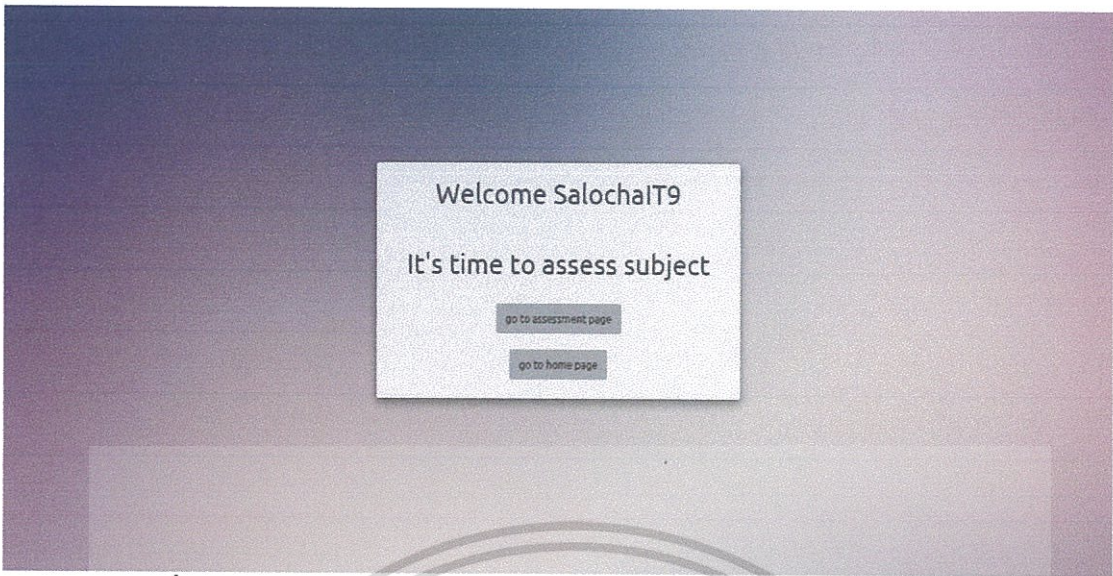 Welcome SalochaIT9
It's time to assess subject
go to assessment page
go to home page